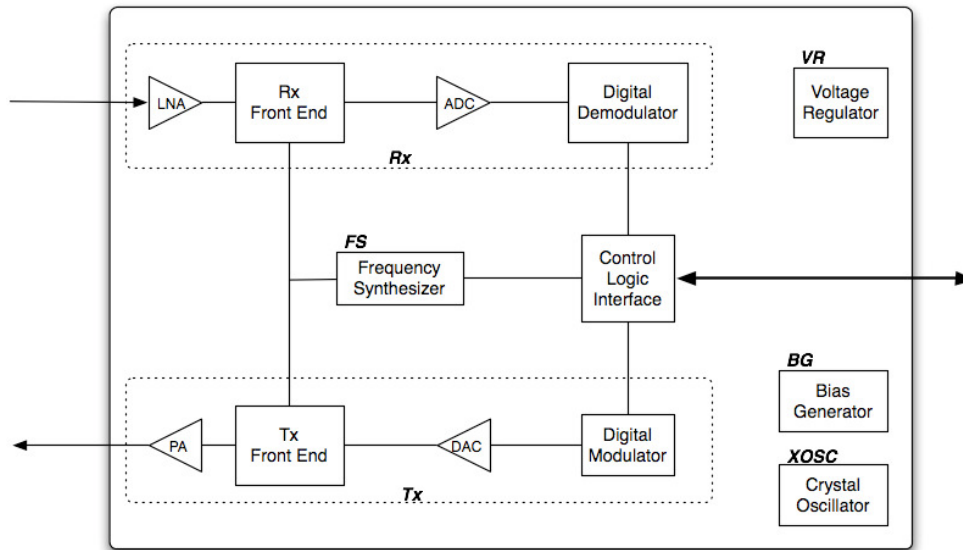 VR
LNA
Rx
Front End
ADC
Digital
Demodulator
Voltage
Regulator
Rx
FS
Frequency
Synthesizer
Control
Logic
Interface
BG
Bias
Generator
PA
Tx
Front End
DAC
Digital
Modulator
XOSC
Crystal
Oscillator
Tx